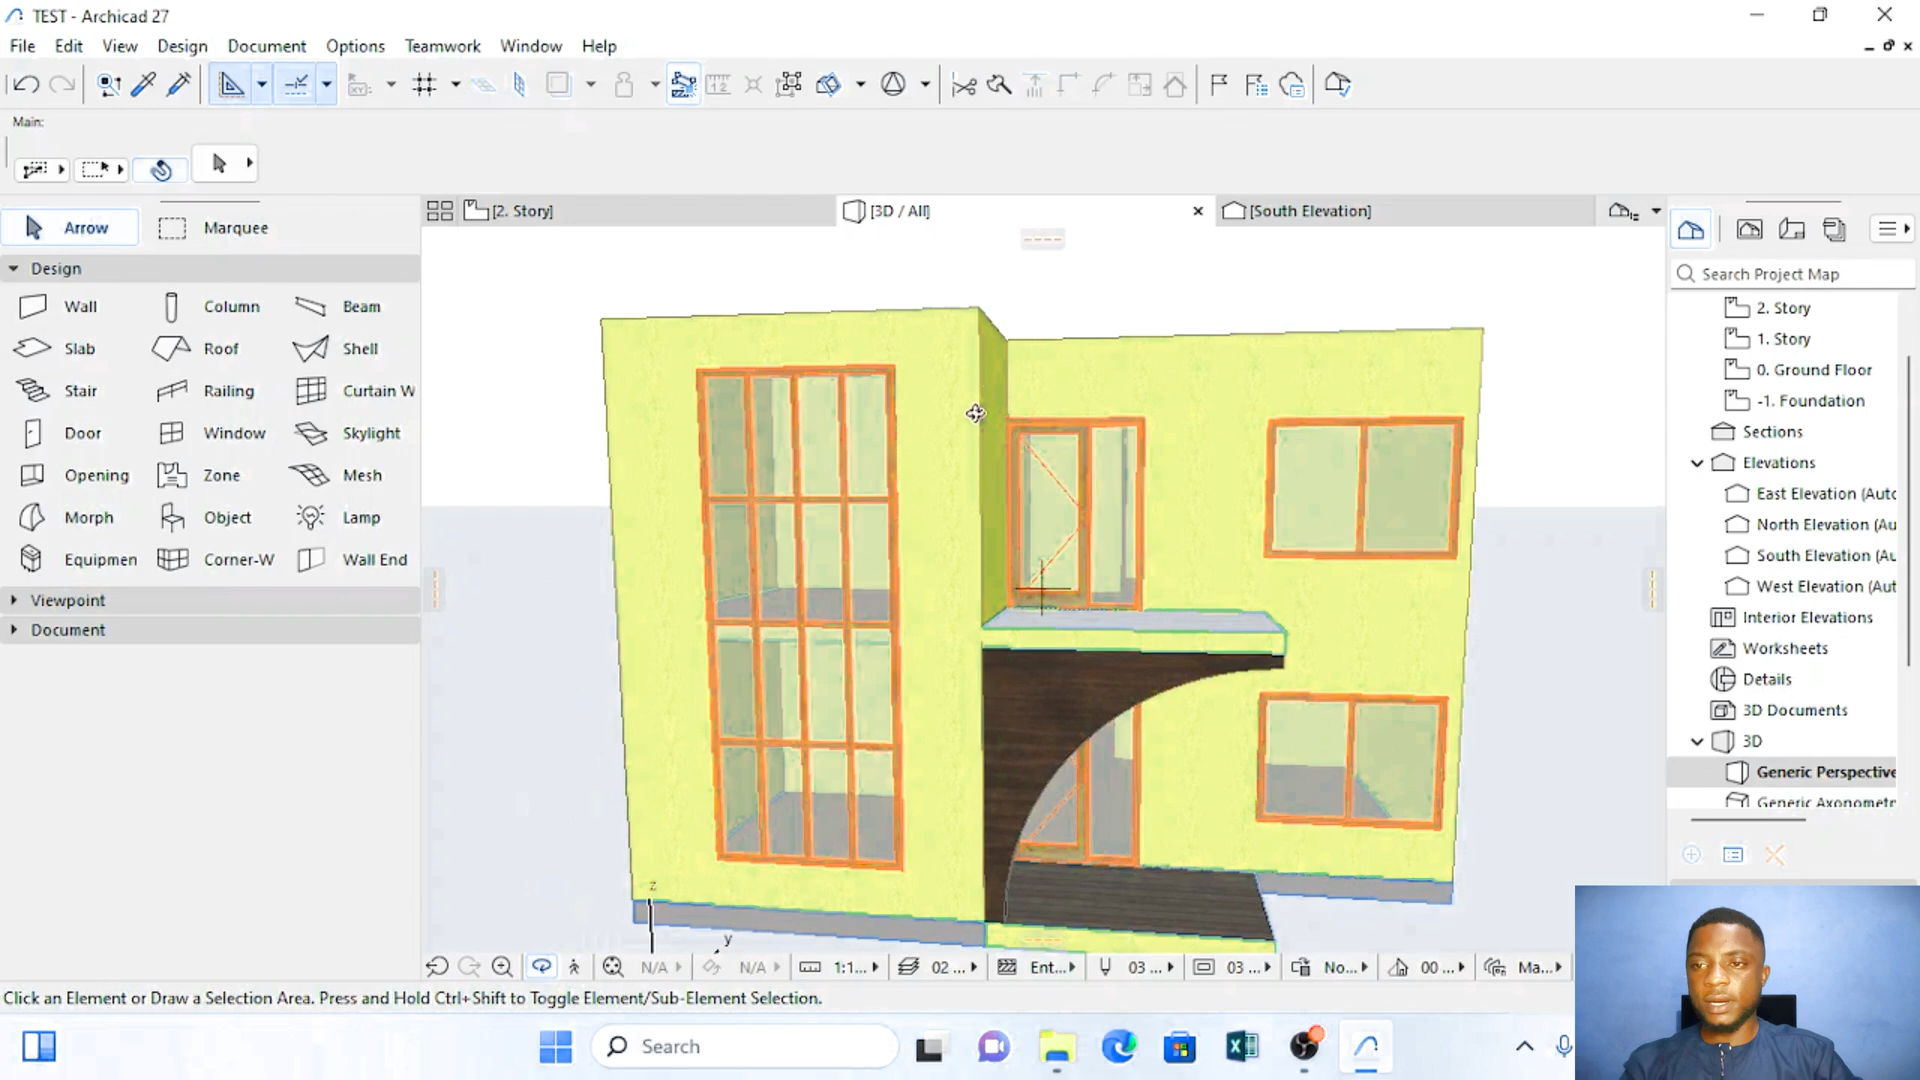 TEST - Archicad 27
File Edit View Design Document Options Teamwork Window Help
Main:
Arrow Marquee
Design
Wall Column Beam
Slab Roof Shell
Stair Railing Curtain W
Door Window Skylight
Opening Zone Mesh
Morph Object Lamp
Equipmen Corner-W Wall End
Viewpoint
Document
[2. Story] [3D / All] [South Elevation]
z
y
Search Project Map
2. Story
1. Story
0. Ground Floor
-1. Foundation
Sections
Elevations
East Elevation (Auto
North Elevation (Au
South Elevation (Au
West Elevation (Aut
Interior Elevations
Worksheets
Details
3D Documents
3D
Generic Perspective
Generic Axonometr
N/A N/A 1:1... 02 ... Ent... 03 ... 03 ... No... 00 ... Ma...
Click an Element or Draw a Selection Area. Press and Hold Ctrl+Shift to Toggle Element/Sub-Element Selection.
Search